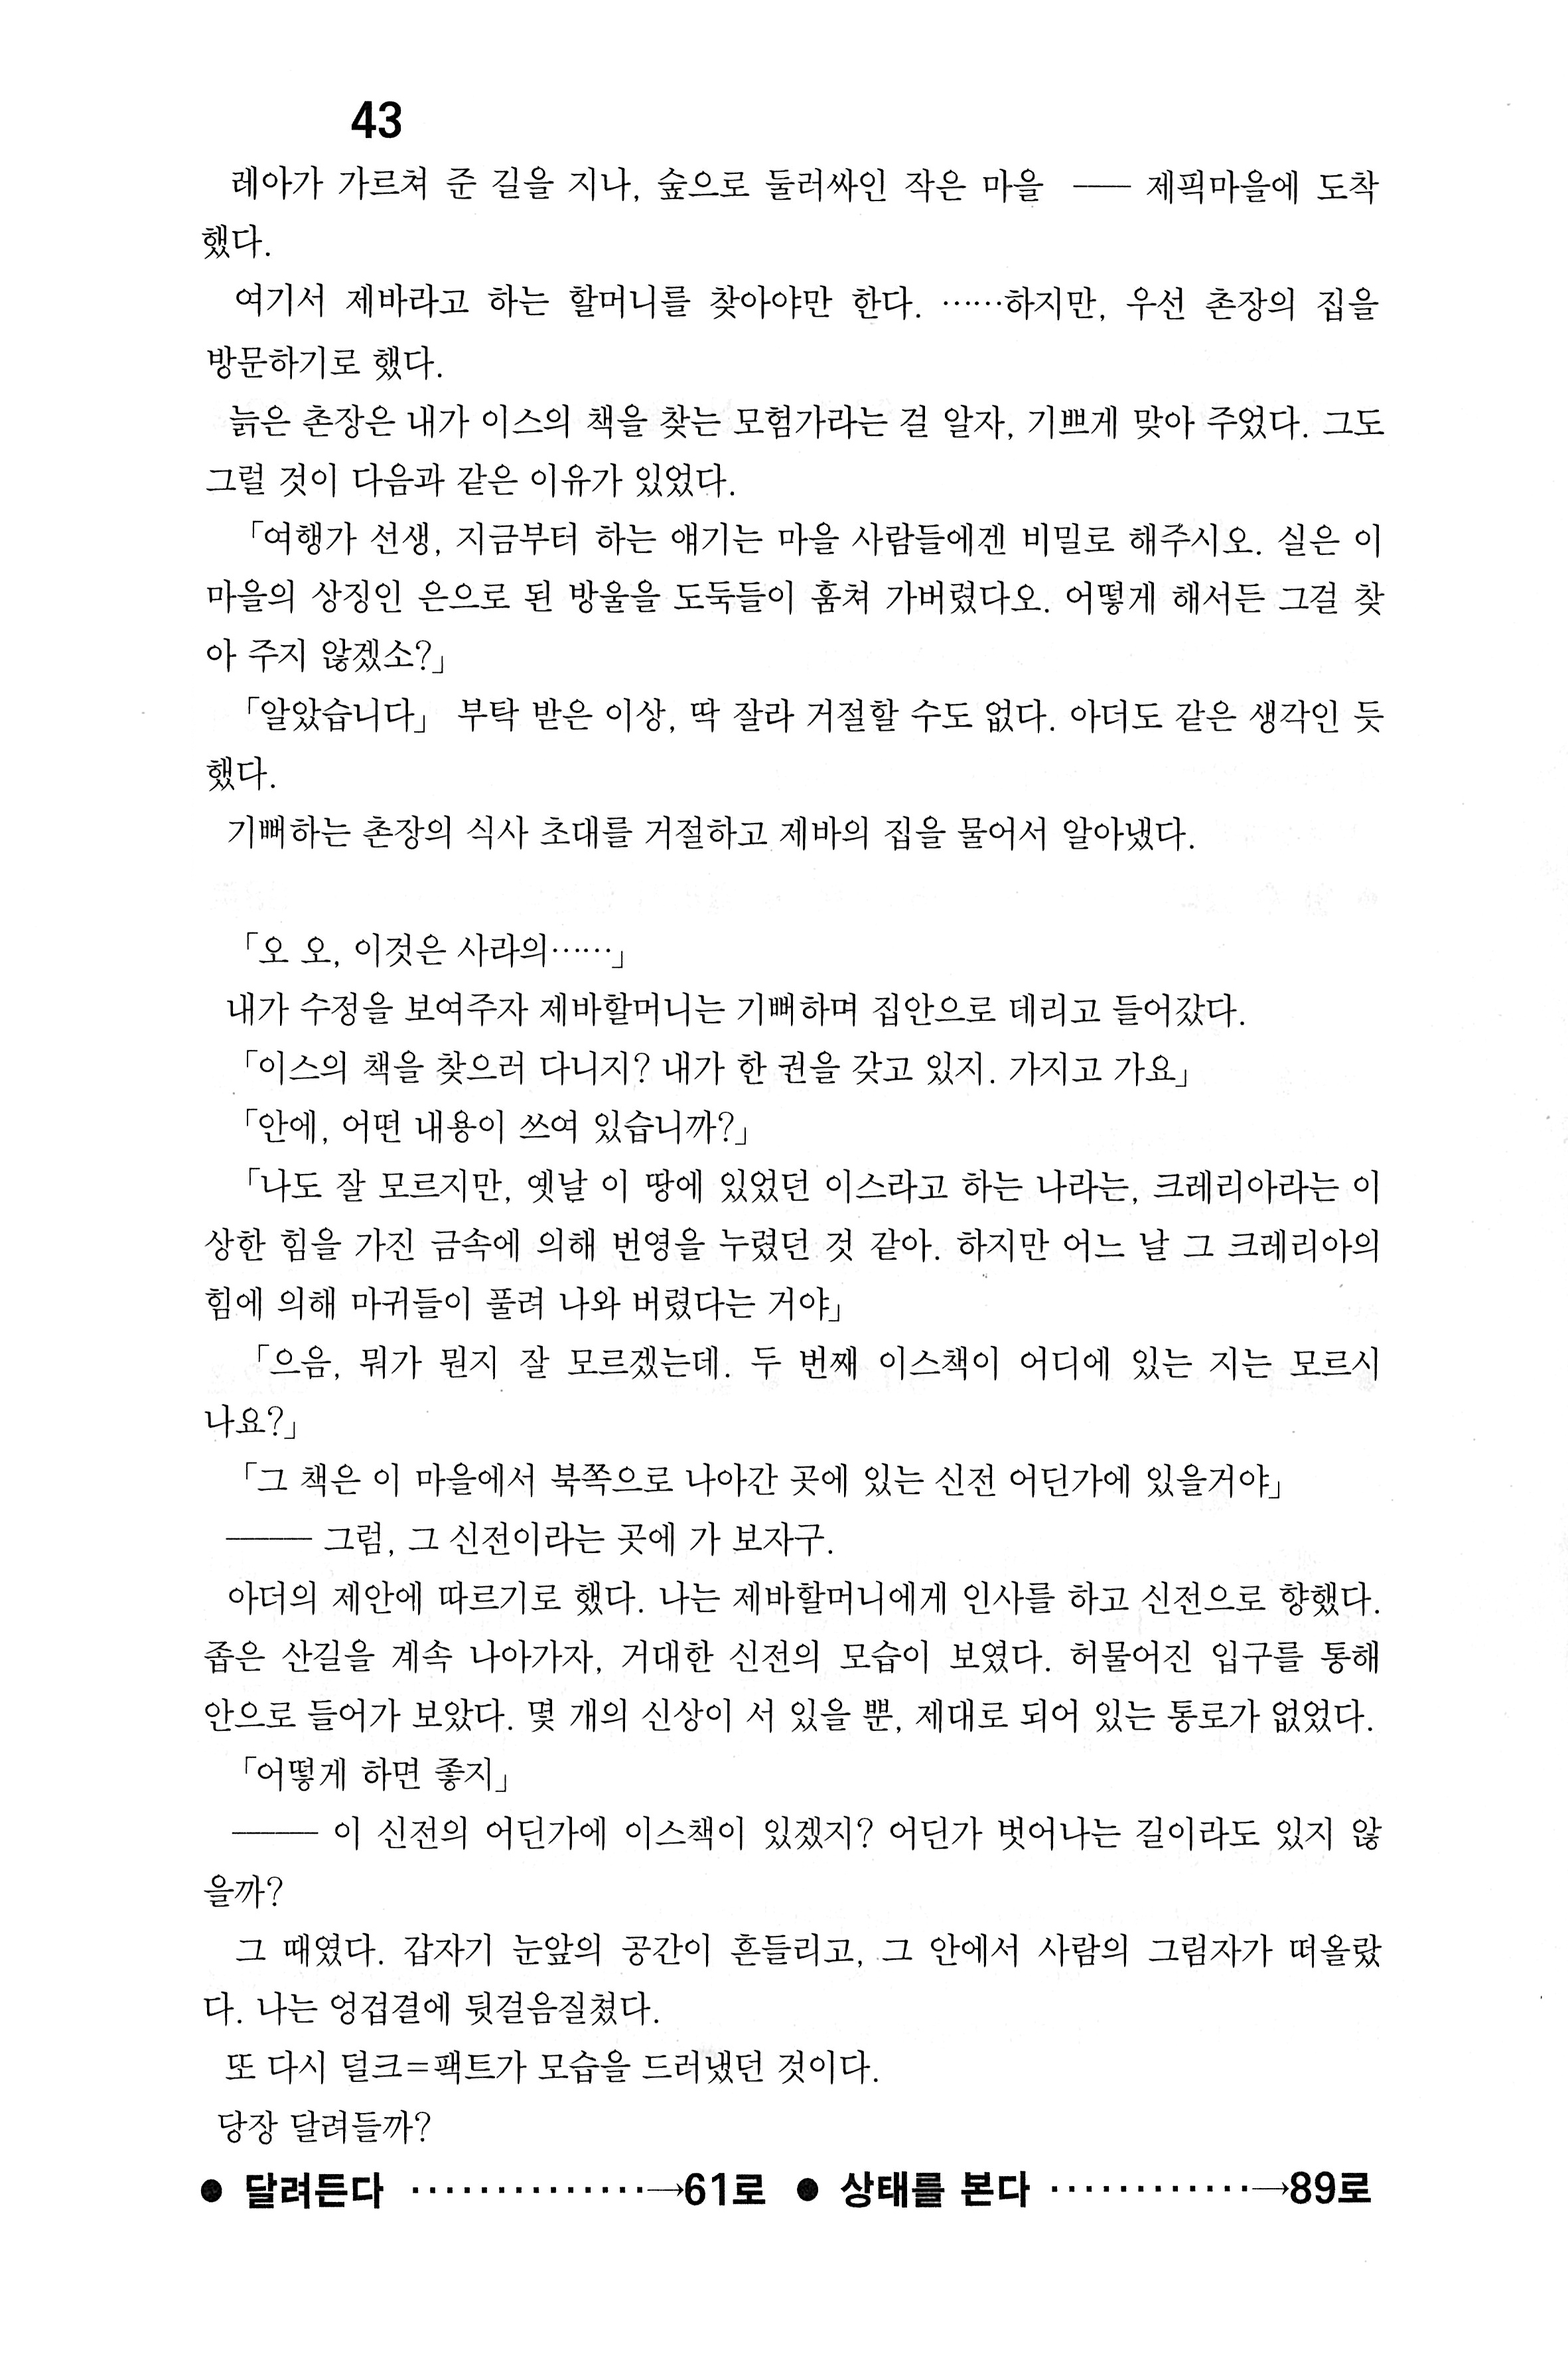 43
레아가 가르쳐 준 길을 지나, 숲으로 둘러싸인 작은 마을 ── 제픽마을에 도착
했다.
여기서 제바라고 하는 할머니를 찾아야만 한다. ……하지만, 우선 촌장의 집을
방문하기로 했다.
늙은 촌장은 내가 이스의 책을 찾는 모험가라는 걸 알자, 기쁘게 맞아 주었다. 그도
그럴 것이 다음과 같은 이유가 있었다.
「여행가 선생, 지금부터 하는 얘기는 마을 사람들에겐 비밀로 해주시오. 실은 이
마을의 상징인 은으로 된 방울을 도둑들이 훔쳐 가버렸다오. 어떻게 해서든 그걸 찾
아 주지 않겠소?」
「알았습니다」 부탁 받은 이상, 딱 잘라 거절할 수도 없다. 아더도 같은 생각인 듯
했다.
기뻐하는 촌장의 식사 초대를 거절하고 제바의 집을 물어서 알아냈다.
「오 오, 이것은 사라의……」
내가 수정을 보여주자 제바할머니는 기뻐하며 집안으로 데리고 들어갔다.
「이스의 책을 찾으러 다니지? 내가 한 권을 갖고 있지. 가지고 가요」
「안에, 어떤 내용이 쓰여 있습니까?」
「나도 잘 모르지만, 옛날 이 땅에 있었던 이스라고 하는 나라는, 크레리아라는 이
상한 힘을 가진 금속에 의해 번영을 누렸던 것 같아. 하지만 어느 날 그 크레리아의
힘에 의해 마귀들이 풀려 나와 버렸다는 거야」
「으음, 뭐가 뭔지 잘 모르겠는데. 두 번째 이스책이 어디에 있는 지는 모르시
나요?」
「그 책은 이 마을에서 북쪽으로 나아간 곳에 있는 신전 어딘가에 있을거야」
─── 그럼, 그 신전이라는 곳에 가 보자구.
아더의 제안에 따르기로 했다. 나는 제바할머니에게 인사를 하고 신전으로 향했다.
좁은 산길을 계속 나아가자, 거대한 신전의 모습이 보였다. 허물어진 입구를 통해
안으로 들어가 보았다. 몇 개의 신상이 서 있을 뿐, 제대로 되어 있는 통로가 없었다.
「어떻게 하면 좋지」
─── 이 신전의 어딘가에 이스책이 있겠지? 어딘가 벗어나는 길이라도 있지 않
을까?
그 때였다. 갑자기 눈앞의 공간이 흔들리고, 그 안에서 사람의 그림자가 떠올랐
다. 나는 엉겁결에 뒷걸음질쳤다.
또 다시 덜크=팩트가 모습을 드러냈던 것이다.
당장 달려들까?
● 달려든다 ……………→61로 ● 상태를 본다 …………→89로